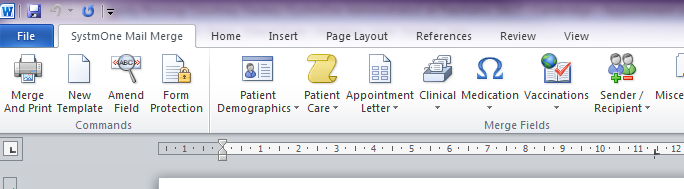 File SystmOne Mail Merge Home Insert Page Layout References Review View
Merge New Amend Form Patient Patient Appointment Clinical Medication Vaccinations Sender /
And Print Template Field Protection Demographics Care Letter Recipient Misce
Commands Merge Fields
1 1 2 3 4 5 6 7 8 9 10 11 12